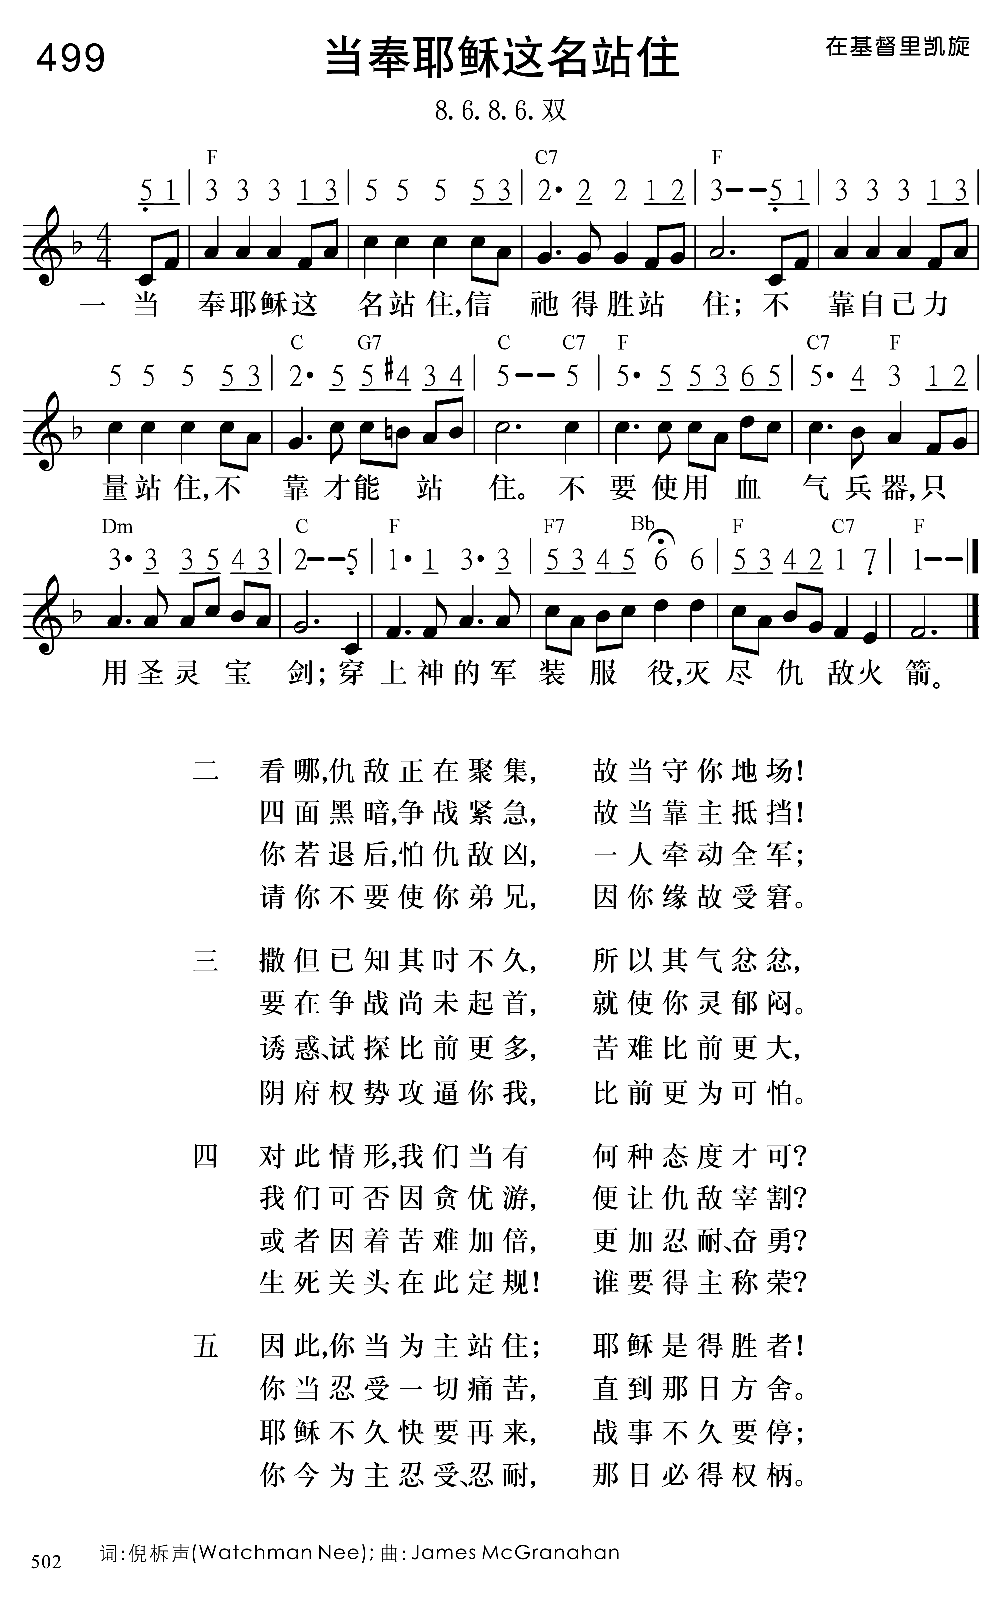 499
当奉耶稣这名站住
在基督里凯旋
8.6.8.6.双
F C7 F
5 1 | 3 3 3 1 3 | 5 5 5 5 3 | 2· 2 2 1 2 | 3 – – 5 1 | 3 3 3 1 3 |
一 当 奉耶稣这 名站住,信 祂得胜站 住; 不 靠自己力
C G7 C C7 F C7 F
5 5 5 5 3 | 2· 5 5 #4 3 4 | 5 – – 5 | 5· 5 5 3 6 5 | 5· 4 3 1 2 |
量站住,不 靠才能站 住。不 要使用血 气兵器,只
Dm C F F7 Bb F C7 F
3· 3 3 5 4 3 | 2 – – 5 | 1· 1 3· 3 | 5 3 4 5 6 6 | 5 3 4 2 1 7 | 1 – – ||
用圣灵宝 剑; 穿 上神的军 装服役,灭 尽仇敌火 箭。
二 看哪,仇敌正在聚集, 故当守你地场!
四面黑暗,争战紧急, 故当靠主抵挡!
你若退后,怕仇敌凶, 一人牵动全军;
请你不要使你弟兄, 因你缘故受窘。
三 撒但已知其时不久, 所以其气忿忿,
要在争战尚未起首, 就使你灵郁闷。
诱惑、试探比前更多, 苦难比前更大,
阴府权势攻逼你我, 比前更为可怕。
四 对此情形,我们当有 何种态度才可?
我们可否因贪优游, 便让仇敌宰割?
或者因着苦难加倍, 更加忍耐、奋勇?
生死关头在此定规! 谁要得主称荣?
五 因此,你当为主站住; 耶稣是得胜者!
你当忍受一切痛苦, 直到那日方舍。
耶稣不久快要再来, 战事不久要停;
你今为主忍受、忍耐, 那日必得权柄。
词:倪柝声(Watchman Nee);曲:James McGranahan
502